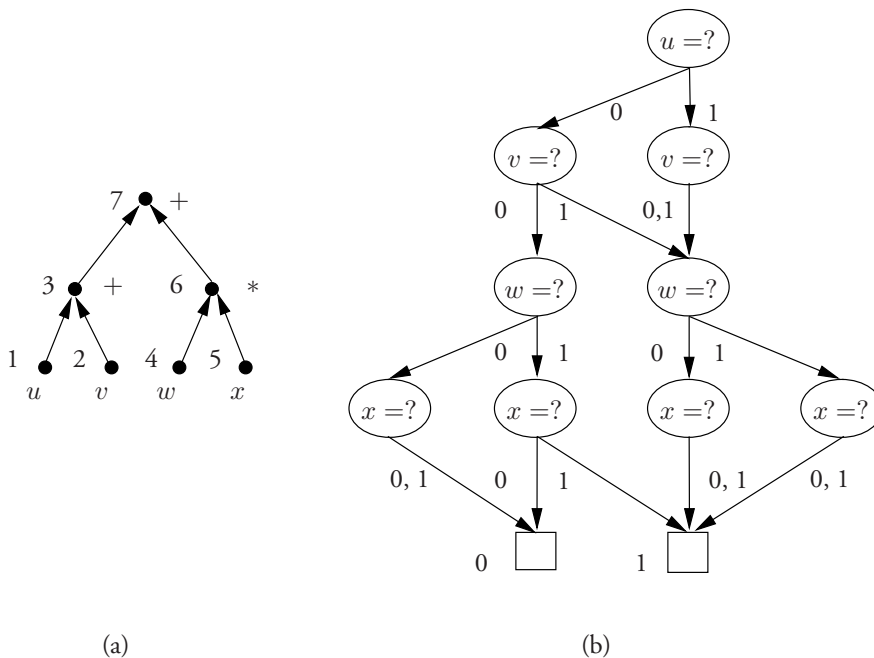 u =?
0 1
v =? v =?
7 +
0 1 0,1
3 + 6 *
w =? w =?
1 2 4 5
0 1 0 1
u v w x
x =? x =? x =? x =?
0, 1 0 1 0, 1 0, 1
0 1
(a) (b)